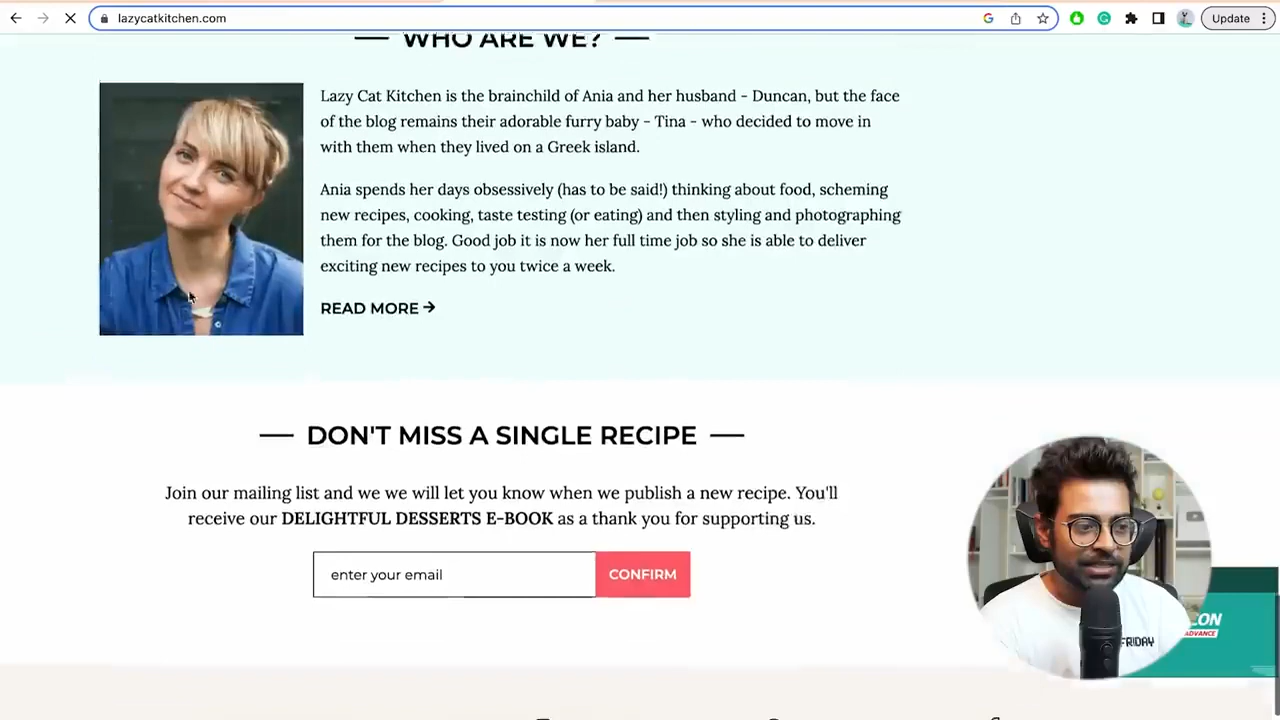 lazycatkitchen.com
Update
WHO ARE WE?
Lazy Cat Kitchen is the brainchild of Ania and her husband - Duncan, but the face
of the blog remains their adorable furry baby - Tina - who decided to move in
with them when they lived on a Greek island.
Ania spends her days obsessively (has to be said!) thinking about food, scheming
new recipes, cooking, taste testing (or eating) and then styling and photographing
them for the blog. Good job it is now her full time job so she is able to deliver
exciting new recipes to you twice a week.
READ MORE →
DON'T MISS A SINGLE RECIPE
Join our mailing list and we we will let you know when we publish a new recipe. You'll
receive our DELIGHTFUL DESSERTS E-BOOK as a thank you for supporting us.
enter your email
CONFIRM
ADVANCE
FRIDAY